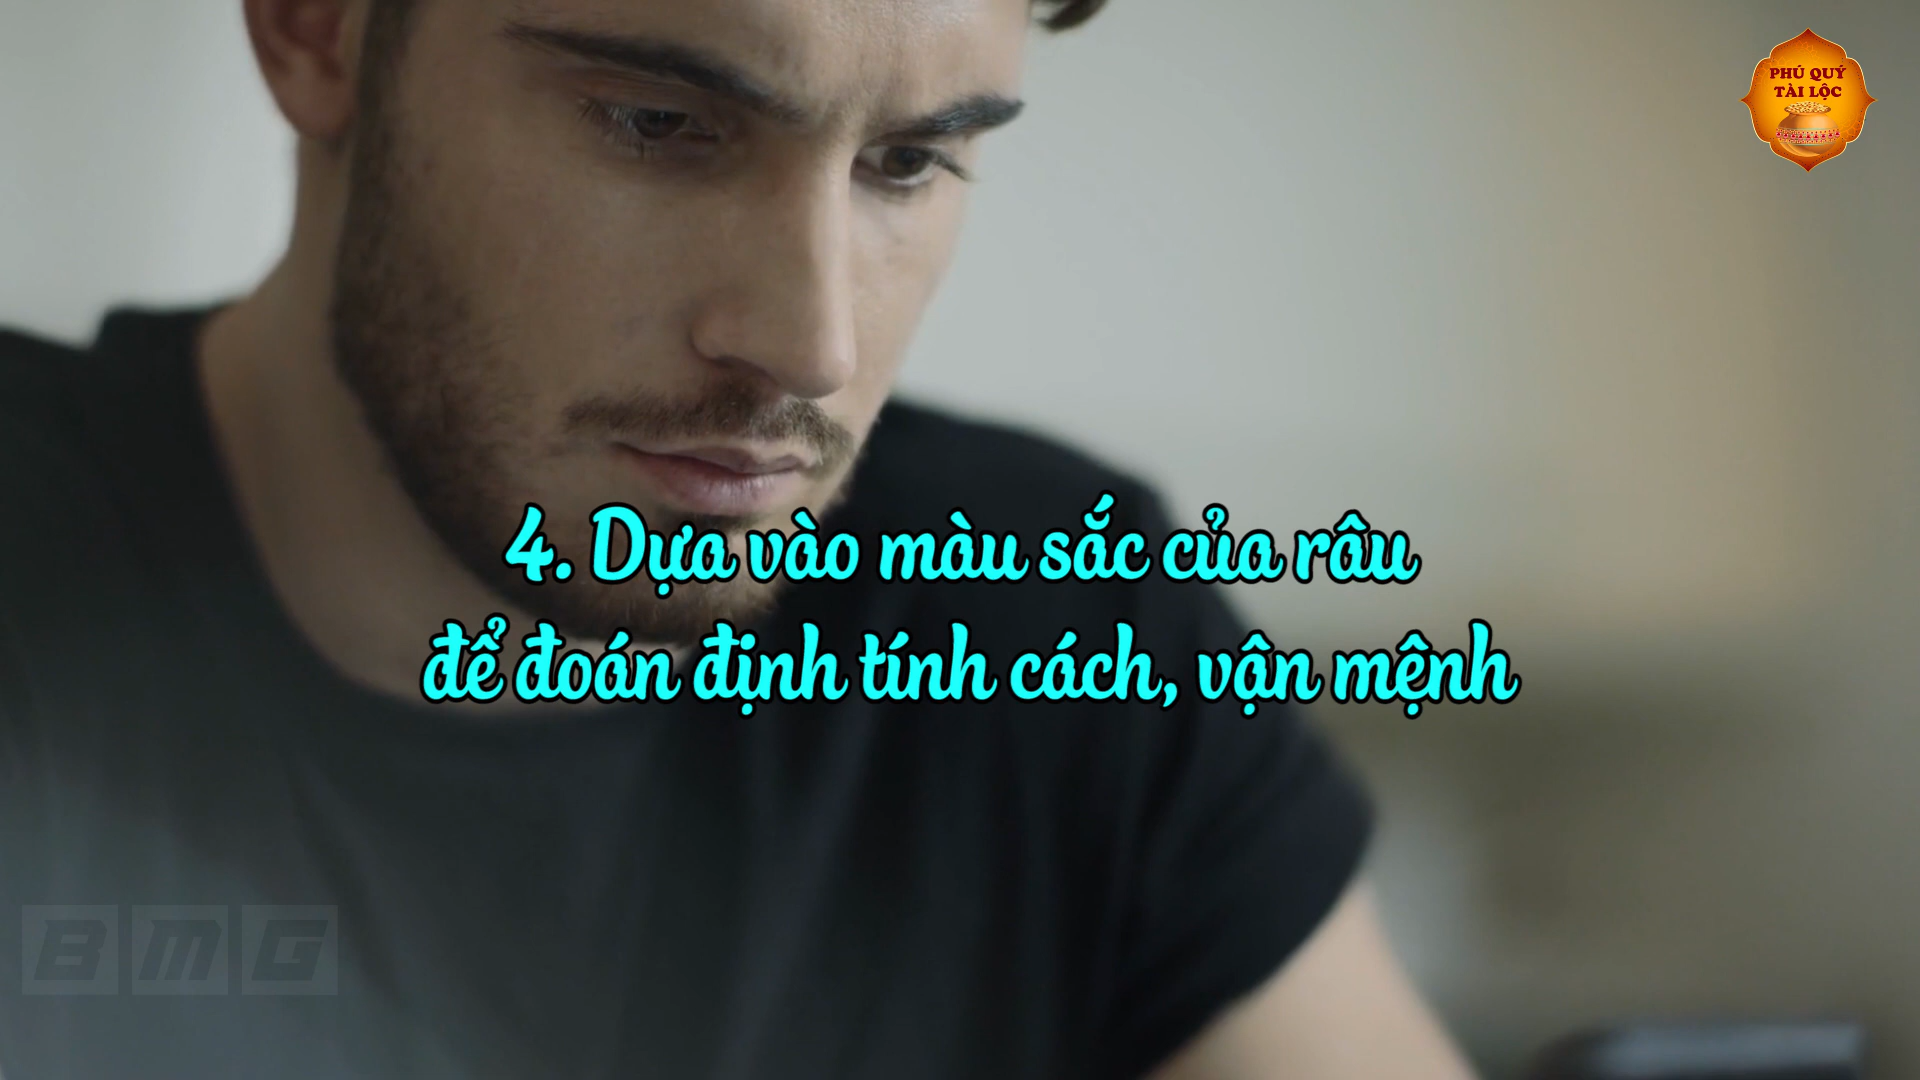 PHÚ QUÝ
TÀI LỘC
4. Dựa vào màu sắc của râu
để đoán định tính cách, vận mệnh
BMG